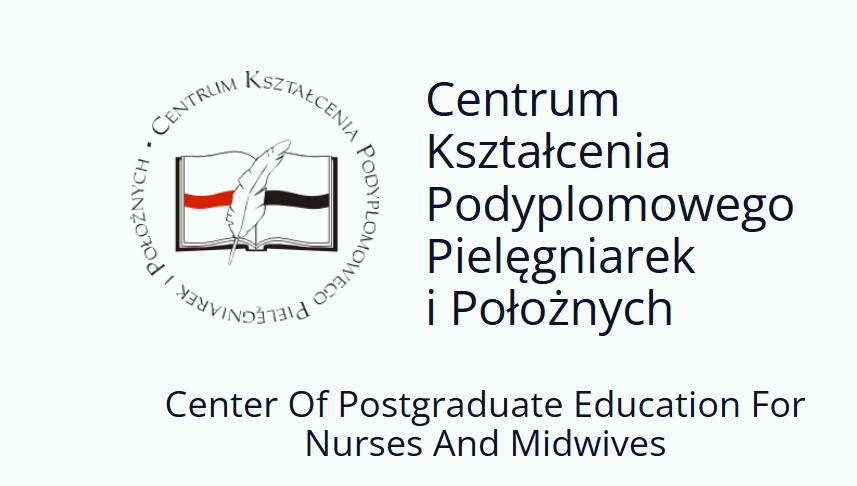 CENTRUM KSZTAŁCENIA PODYPLOMOWEGO PIELĘGNIAREK I POŁOŻNYCH
Centrum
Kształcenia
Podyplomowego
Pielęgniarek
i Położnych
Center Of Postgraduate Education For
Nurses And Midwives